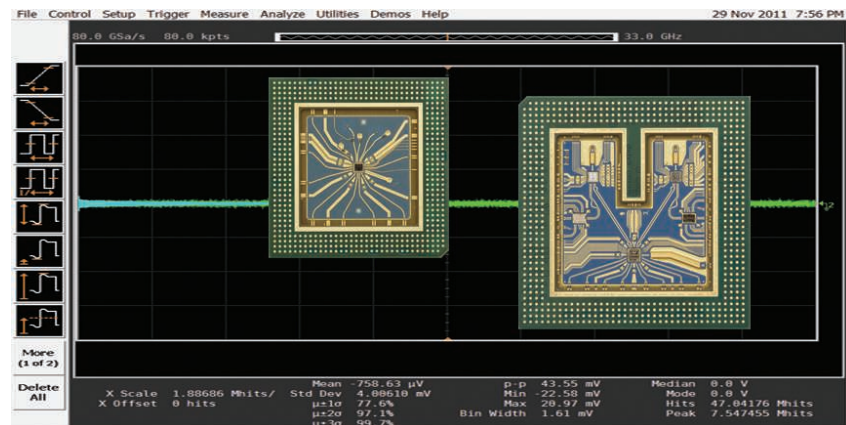 File Control Setup Trigger Measure Analyze Utilities Demos Help 29 Nov 2011 7:56 PM
80.0 GSa/s 80.0 kpts 33.0 GHz
More
(1 of 2)
Delete
All
Mean -758.63 µV p-p 43.55 mV Median 0.0 V
X Scale 1.88686 Mhits/ Std Dev 4.00610 mV Min -22.58 mV Mode 0.0 V
X Offset 0 hits µ±1σ 77.6% Max 20.97 mV Hits 47.04176 Mhits
µ±2σ 97.1% Bin Width 1.61 mV Peak 7.547455 Mhits
µ±3σ 99.7%